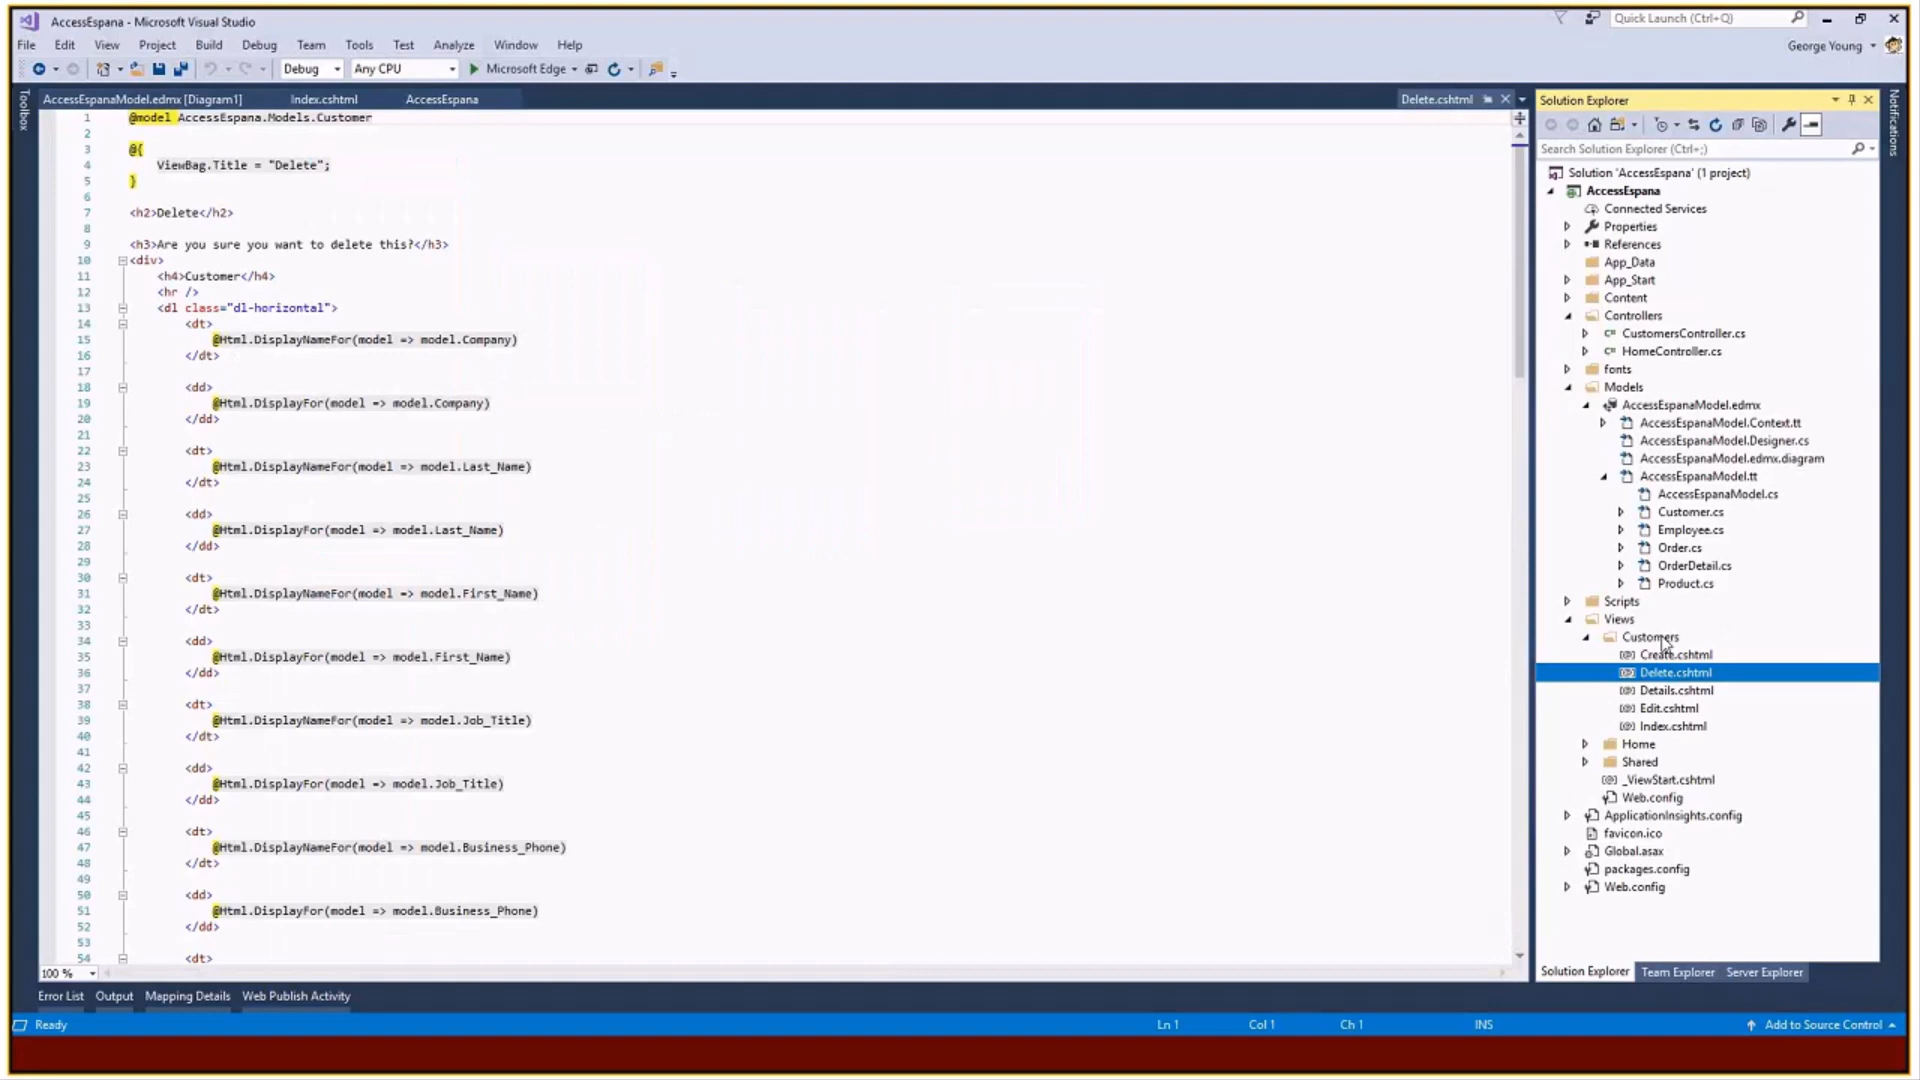 AccessEspana - Microsoft Visual Studio
Quick Launch (Ctrl+Q)
File Edit View Project Build Debug Team Tools Test Analyze Window Help
George Young
Debug Any CPU Microsoft Edge
Toolbox
AccessEspanaModel.edmx [Diagram1] Index.cshtml AccessEspana Delete.cshtml
1 @model AccessEspana.Models.Customer
2
3 @{
4 ViewBag.Title = "Delete";
5 }
6
7 <h2>Delete</h2>
8
9 <h3>Are you sure you want to delete this?</h3>
10 <div>
11 <h4>Customer</h4>
12 <hr />
13 <dl class="dl-horizontal">
14 <dt>
15 @Html.DisplayNameFor(model => model.Company)
16 </dt>
17
18 <dd>
19 @Html.DisplayFor(model => model.Company)
20 </dd>
21
22 <dt>
23 @Html.DisplayNameFor(model => model.Last_Name)
24 </dt>
25
26 <dd>
27 @Html.DisplayFor(model => model.Last_Name)
28 </dd>
29
30 <dt>
31 @Html.DisplayNameFor(model => model.First_Name)
32 </dt>
33
34 <dd>
35 @Html.DisplayFor(model => model.First_Name)
36 </dd>
37
38 <dt>
39 @Html.DisplayNameFor(model => model.Job_Title)
40 </dt>
41
42 <dd>
43 @Html.DisplayFor(model => model.Job_Title)
44 </dd>
45
46 <dt>
47 @Html.DisplayNameFor(model => model.Business_Phone)
48 </dt>
49
50 <dd>
51 @Html.DisplayFor(model => model.Business_Phone)
52 </dd>
53
54 <dt>
100 %
Solution Explorer
Search Solution Explorer (Ctrl+;)
Solution 'AccessEspana' (1 project)
AccessEspana
Connected Services
Properties
References
App_Data
App_Start
Content
Controllers
CustomersController.cs
HomeController.cs
fonts
Models
AccessEspanaModel.edmx
AccessEspanaModel.Context.tt
AccessEspanaModel.Designer.cs
AccessEspanaModel.edmx.diagram
AccessEspanaModel.tt
AccessEspanaModel.cs
Customer.cs
Employee.cs
Order.cs
OrderDetail.cs
Product.cs
Scripts
Views
Customers
Create.cshtml
Delete.cshtml
Details.cshtml
Edit.cshtml
Index.cshtml
Home
Shared
_ViewStart.cshtml
Web.config
ApplicationInsights.config
favicon.ico
Global.asax
packages.config
Web.config
Solution Explorer Team Explorer Server Explorer
Notifications
Error List Output Mapping Details Web Publish Activity
Ready Ln 1 Col 1 Ch 1 INS Add to Source Control